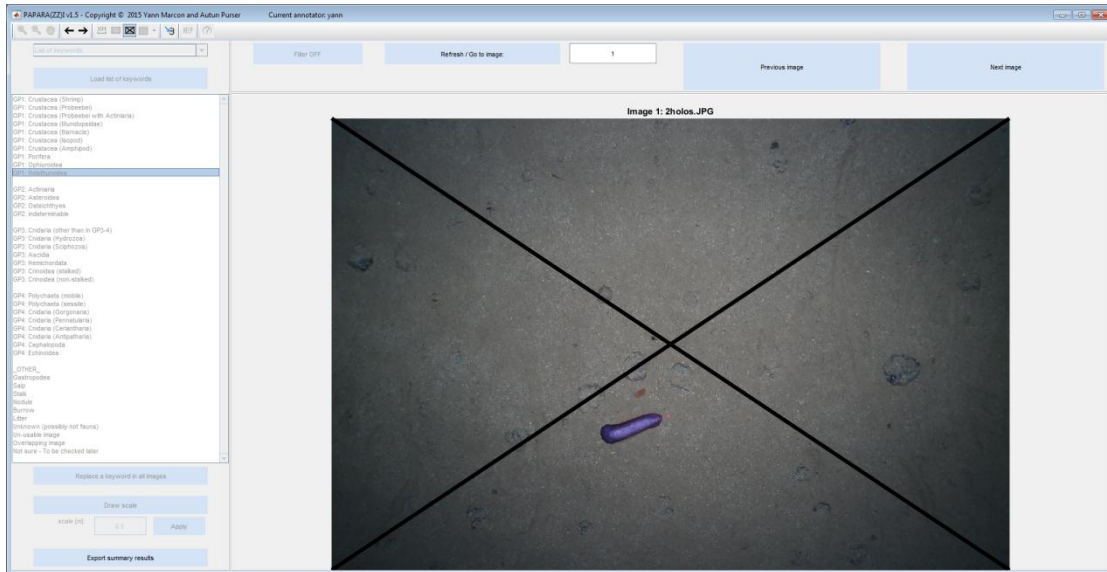 PAPARA(ZZ)I v1.5 - Copyright © 2015 Yann Marcon and Autun Purser Current annotator: yann
List of keywords
Load list of keywords
Filter OFF
Refresh / Go to image:
1
Previous image
Next image
GP1: Crustacea (Shrimp)
GP1: Crustacea (Probeebei)
GP1: Crustacea (Probeebei with Actiniaria)
GP1: Crustacea (Munidopsidae)
GP1: Crustacea (Barnacle)
GP1: Crustacea (Isopod)
GP1: Crustacea (Amphipod)
GP1: Porifera
GP1: Ophiuroidea
GP1: Holothuroidea
GP2: Actiniaria
GP2: Asteroidea
GP2: Osteichthyes
GP2: indeterminable
GP3: Cnidaria (other than in GP3-4)
GP3: Cnidaria (Hydrozoa)
GP3: Cnidaria (Sciphozoa)
GP3: Ascidia
GP3: Hemichordata
GP3: Crinoidea (stalked)
GP3: Crinoidea (non-stalked)
GP4: Polychaeta (mobile)
GP4: Polychaeta (sessile)
GP4: Cnidaria (Gorgonaria)
GP4: Cnidaria (Pennatularia)
GP4: Cnidaria (Ceriantharia)
GP4: Cnidaria (Antipatharia)
GP4: Cephalopoda
GP4: Echinoidea
_OTHER_
Gastropodea
Salp
Stalk
Nodule
Burrow
Litter
Unknown (possibly not fauna)
Un-usable image
Overlapping image
Not sure - To be checked later
Replace a keyword in all images
Draw scale
scale [m]
0.5
Apply
Export summary results
Image 1: 2holos.JPG